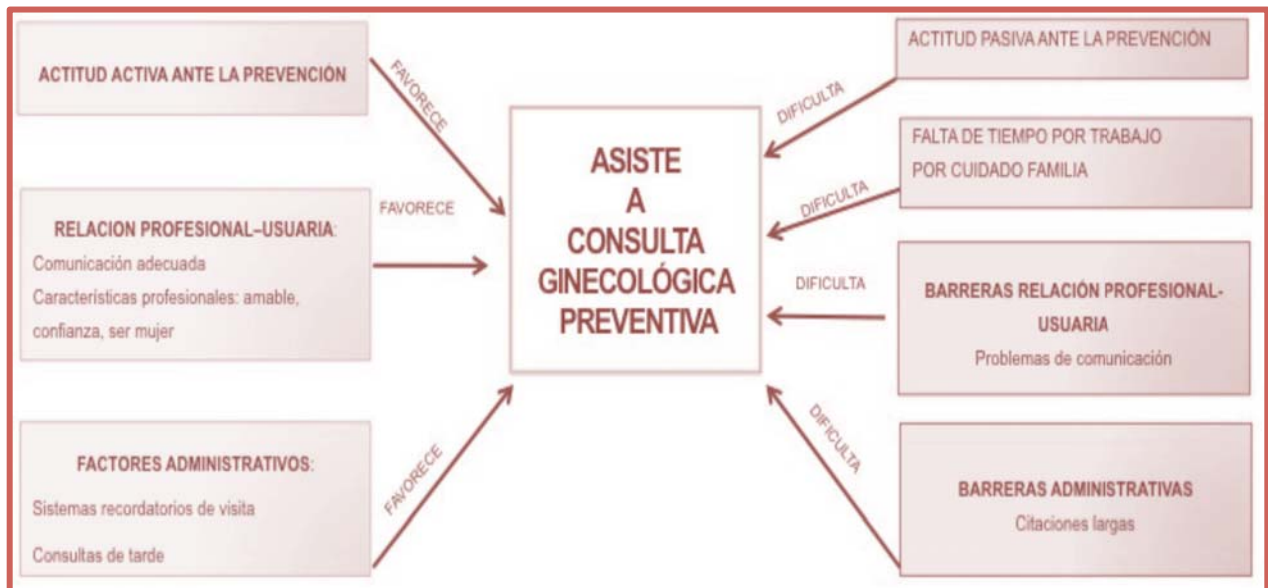 ACTITUD ACTIVA ANTE LA PREVENCIÓN
FAVORECE
RELACION PROFESIONAL–USUARIA:
Comunicación adecuada
Características profesionales: amable,
confianza, ser mujer
FAVORECE
FACTORES ADMINISTRATIVOS:
Sistemas recordatorios de visita
Consultas de tarde
FAVORECE
ASISTE
A
CONSULTA
GINECOLÓGICA
PREVENTIVA
ACTITUD PASIVA ANTE LA PREVENCIÓN
DIFICULTA
FALTA DE TIEMPO POR TRABAJO
POR CUIDADO FAMILIA
DIFICULTA
BARRERAS RELACIÓN PROFESIONAL-
USUARIA
Problemas de comunicación
DIFICULTA
BARRERAS ADMINISTRATIVAS
Citaciones largas
DIFICULTA